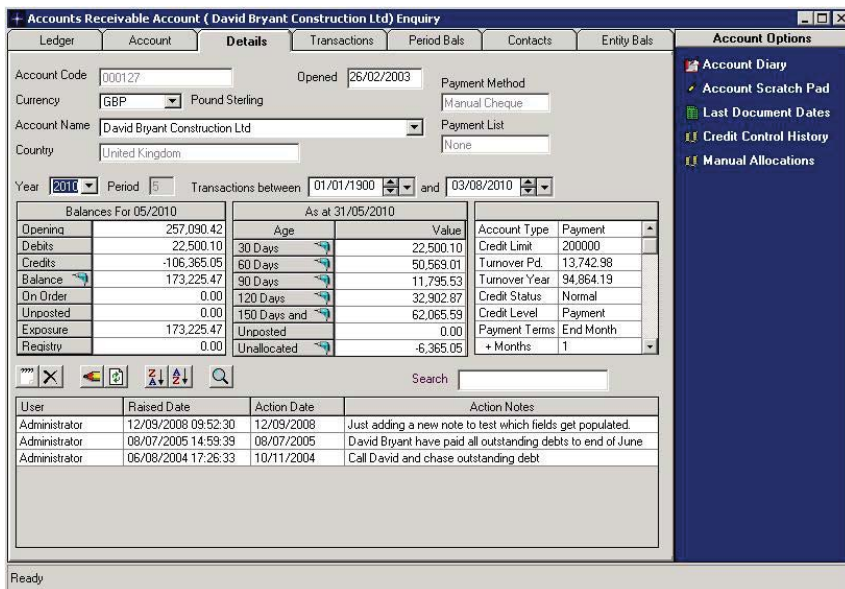 Accounts Receivable Account ( David Bryant Construction Ltd) Enquiry
Ledger Account Details Transactions Period Bals Contacts Entity Bals
Account Options
Account Diary
Account Scratch Pad
Last Document Dates
Credit Control History
Manual Allocations
Account Code 000127 Opened 26/02/2003 Payment Method
Manual Cheque
Currency GBP Pound Sterling
Account Name David Bryant Construction Ltd Payment List
None
Country United Kingdom
Year 2010 Period 5 Transactions between 01/01/1900 and 03/08/2010
Balances For 05/2010
Opening 257,090.42
Debits 22,500.10
Credits -106,365.05
Balance 173,225.47
On Order 0.00
Unposted 0.00
Exposure 173,225.47
Registry 0.00
As at 31/05/2010
Age Value
30 Days 22,500.10
60 Days 50,569.01
90 Days 11,795.53
120 Days 32,902.87
150 Days and 62,065.59
Unposted 0.00
Unallocated -6,365.05
Account Type Payment
Credit Limit 200000
Turnover Pd. 13,742.98
Turnover Year 94,864.19
Credit Status Normal
Credit Level Payment
Payment Terms End Month
+ Months 1
Search
User Raised Date Action Date Action Notes
Administrator 12/09/2008 09:52:30 12/09/2008 Just adding a new note to test which fields get populated.
Administrator 08/07/2005 14:59:39 08/07/2005 David Bryant have paid all outstanding debts to end of June
Administrator 06/08/2004 17:26:33 10/11/2004 Call David and chase outstanding debt
Ready